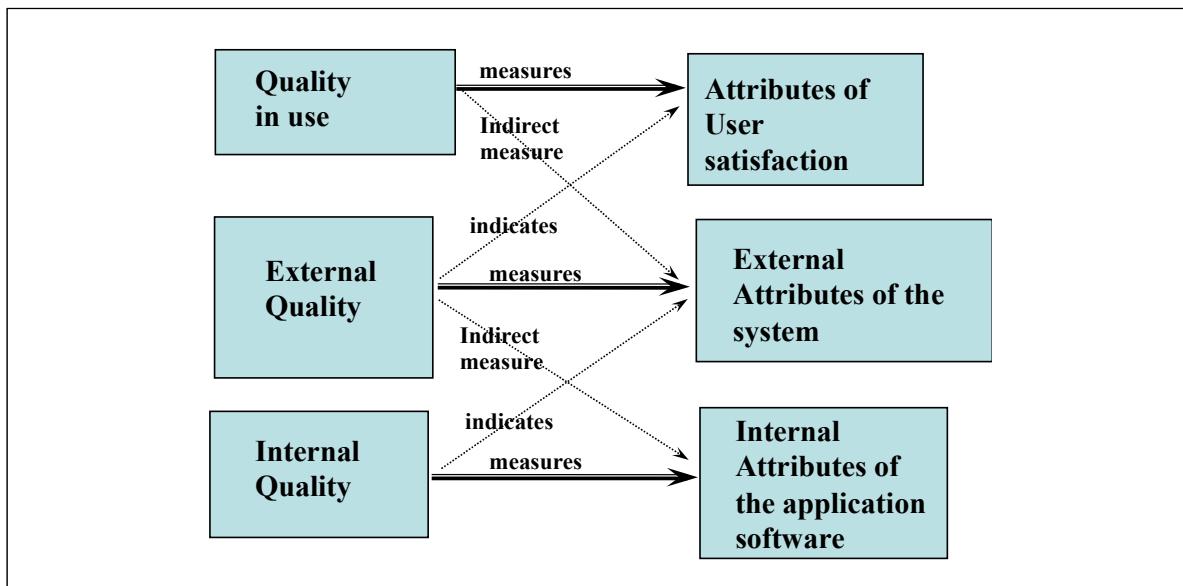 Quality
in use
measures
Attributes of
User
satisfaction
Indirect
measure
indicates
External
Quality
measures
External
Attributes of the
system
Indirect
measure
indicates
Internal
Quality
measures
Internal
Attributes of
the application
software